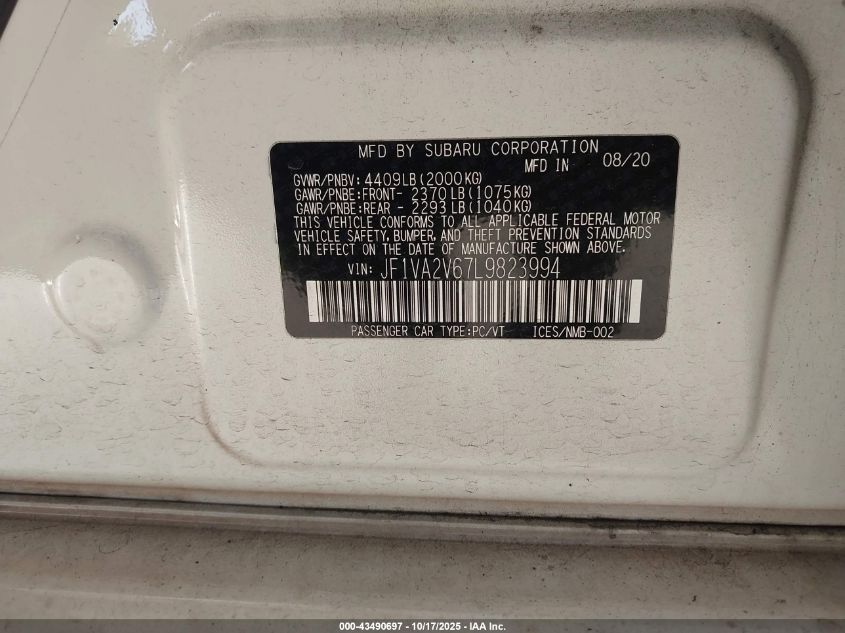 MFD BY SUBARU CORPORATION
MFD IN 08/20
GVWR/PNBV: 4409LB(2000KG)
GAWR/PNBE:FRONT- 2370LB(1075KG)
GAWR/PNBE:REAR - 2293LB(1040KG)
THIS VEHICLE CONFORMS TO ALL APPLICABLE FEDERAL MOTOR
VEHICLE SAFETY, BUMPER, AND THEFT PREVENTION STANDARDS
IN EFFECT ON THE DATE OF MANUFACTURE SHOWN ABOVE.
VIN: JF1VA2V67L9823994
PASSENGER CAR TYPE:PC/VT ICES/NMB-002
000-43490697 - 10/17/2025 - IAA Inc.